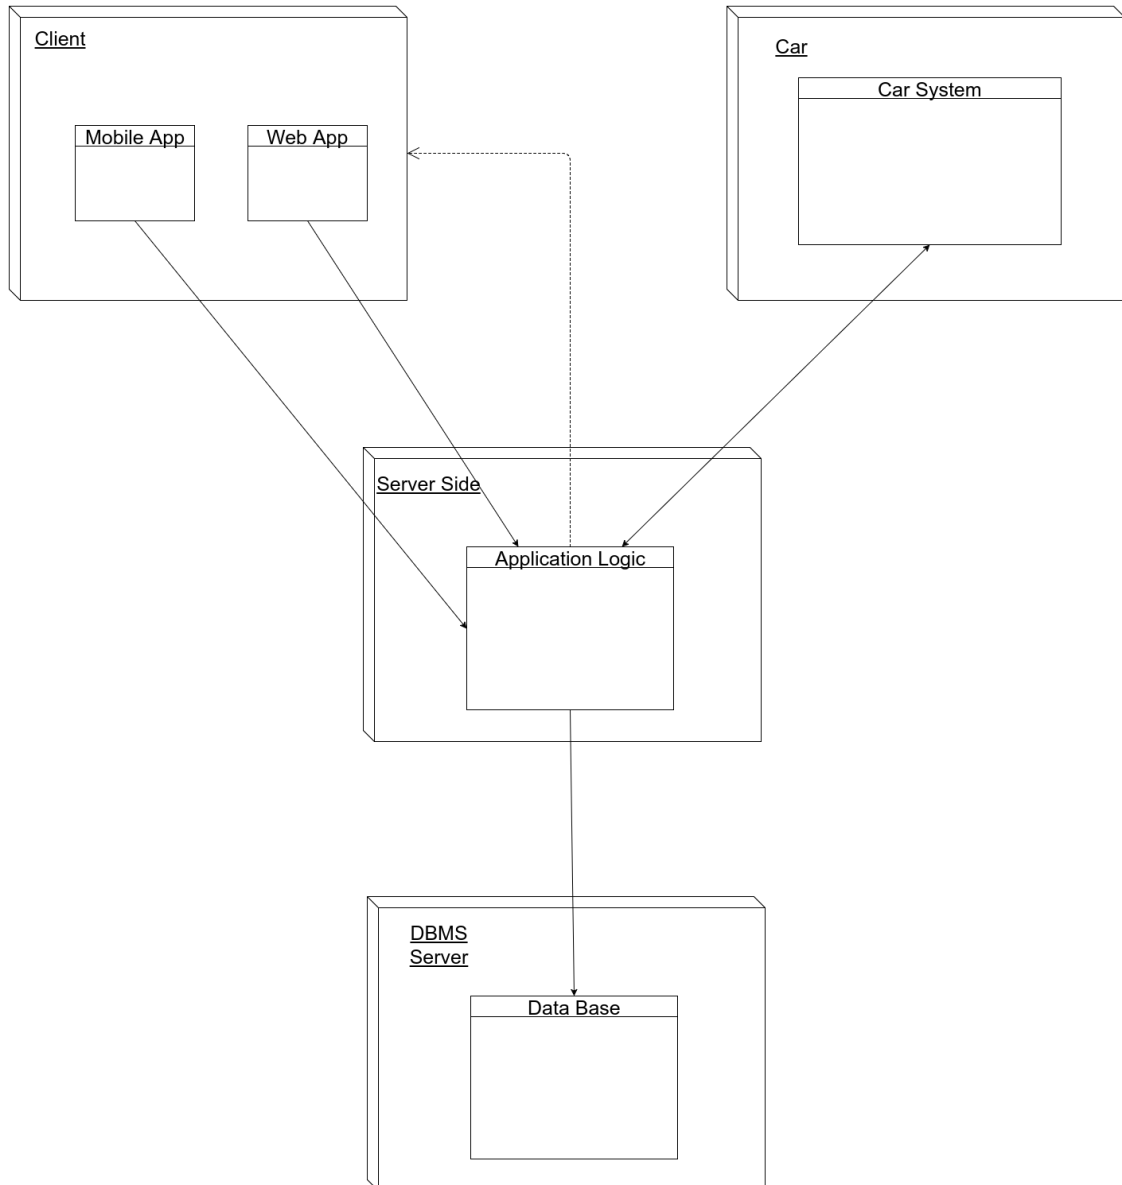 Client
Mobile App
Web App
Car
Car System
Server Side
Application Logic
DBMS
Server
Data Base